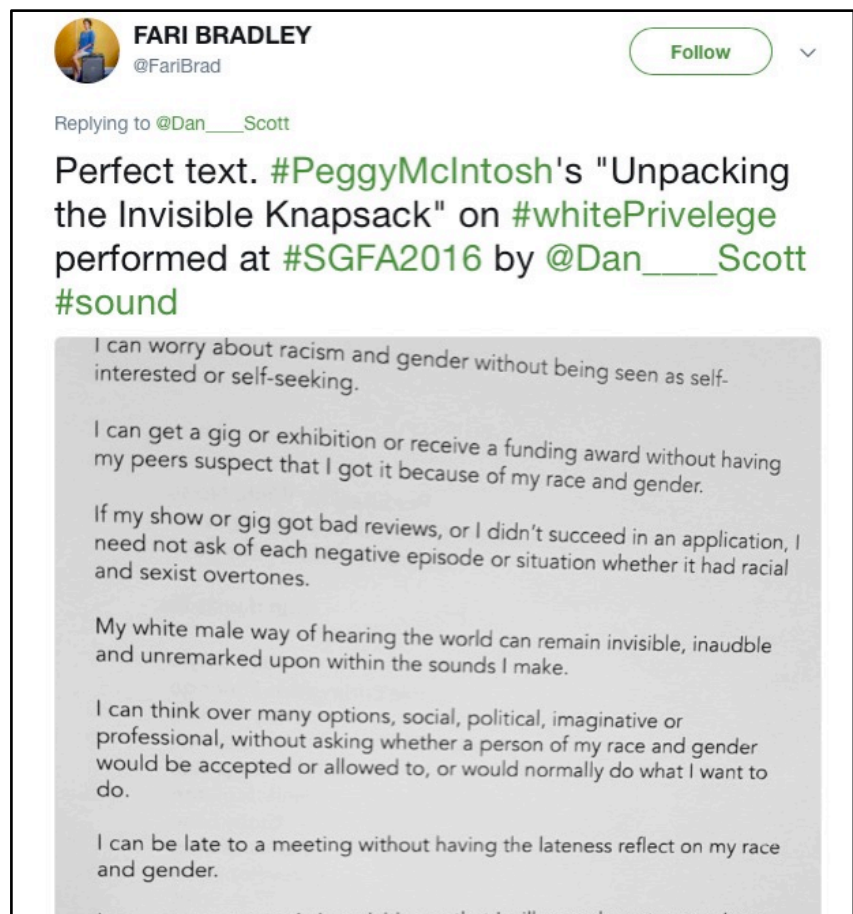 FARI BRADLEY
@FariBrad
Follow
Replying to @Dan____Scott
Perfect text. #PeggyMcIntosh's "Unpacking
the Invisible Knapsack" on #whitePrivelege
performed at #SGFA2016 by @Dan____Scott
#sound
I can worry about racism and gender without being seen as self-
interested or self-seeking.
I can get a gig or exhibition or receive a funding award without having
my peers suspect that I got it because of my race and gender.
If my show or gig got bad reviews, or I didn't succeed in an application, I
need not ask of each negative episode or situation whether it had racial
and sexist overtones.
My white male way of hearing the world can remain invisible, inaudble
and unremarked upon within the sounds I make.
I can think over many options, social, political, imaginative or
professional, without asking whether a person of my race and gender
would be accepted or allowed to, or would normally do what I want to
do.
I can be late to a meeting without having the lateness reflect on my race
and gender.